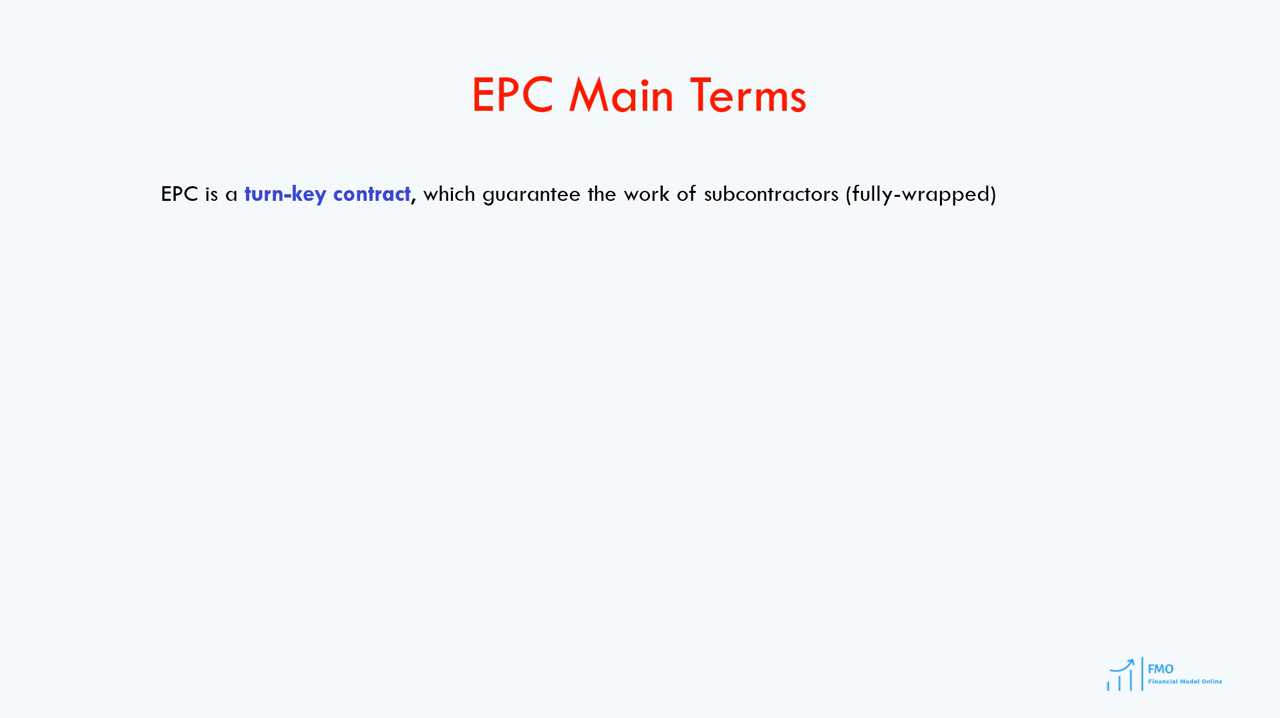 EPC Main Terms
EPC is a turn-key contract, which guarantee the work of subcontractors (fully-wrapped)
FMO
Financial Model Online